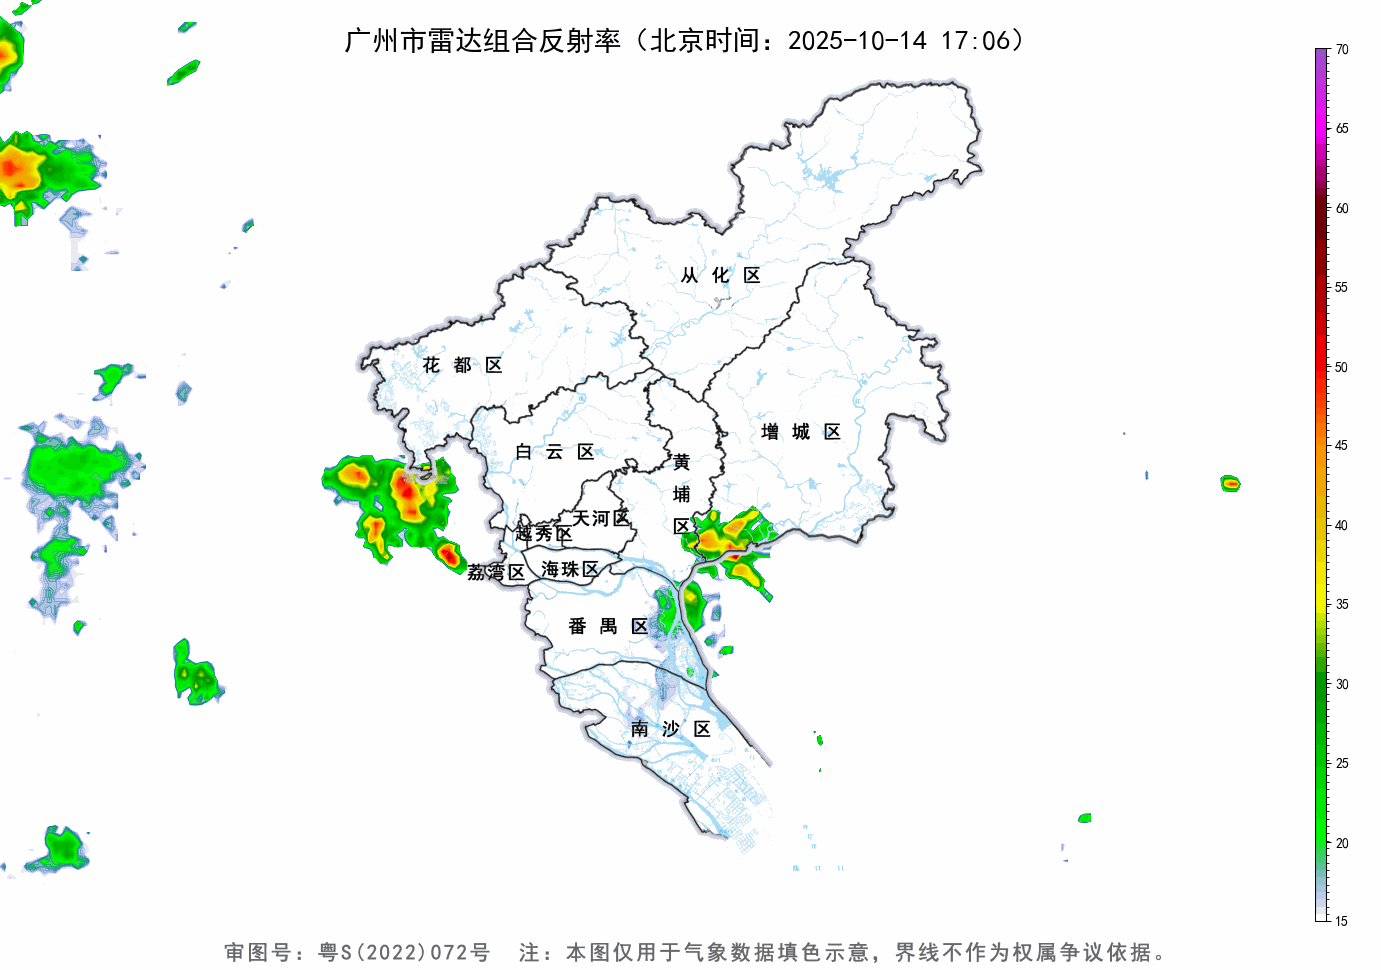 广州市雷达组合反射率（北京时间：2025-10-14 17:06）
70
65
60
55
50
45
40
35
30
25
20
15
从化区
花都区
增城区
白云区
黄埔区
天河区
越秀区
海珠区
荔湾区
番禺区
南沙区
审图号：粤S(2022)072号 注：本图仅用于气象数据填色示意，界线不作为权属争议依据。